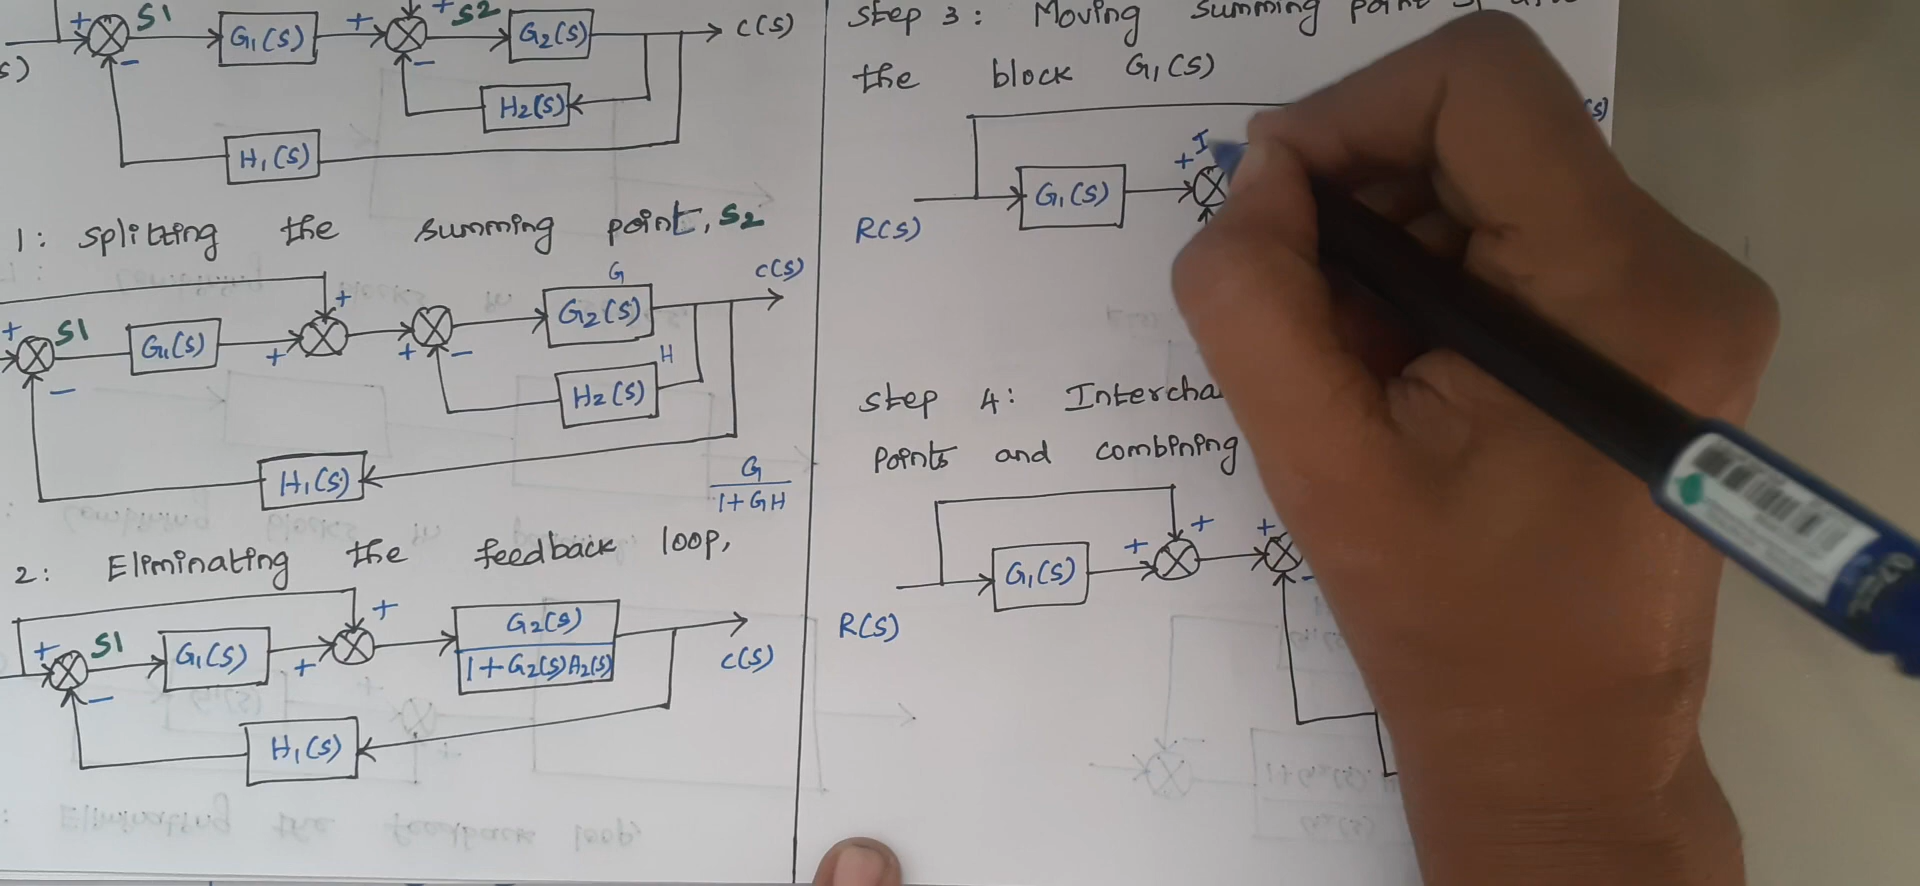 + S1 G1(S) + + S2 G2(S) C(S)
+ - -
S)
H2(S)
H1(S)
1: splitting the summing point, S2
G C(S)
+ G2(S)
+ S1 G1(S) + + -
H
- H2(S)
H1(S)
G
1+GH
2: Eliminating the feedback loop,
+ G2(S)
+ S1 G1(S) + 1+G2(S)H2(S) C(S)
-
H1(S)
step 3: Moving summing point
the block G1(S)
(S)
+ I
G1(S)
R(S)
step 4: Intercha
points and combining
+ +
G1(S) + -
R(S)